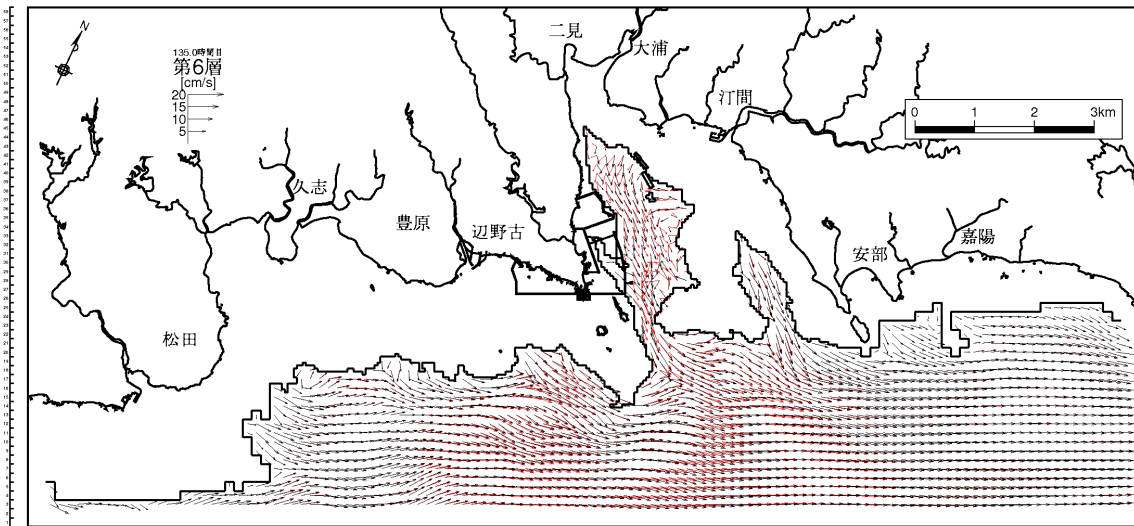 N
135.0時間目
第6層
[cm/s]
20
15
10
5
二見
大浦
汀間
0 1 2 3km
久志
豊原
辺野古
安部
嘉陽
松田